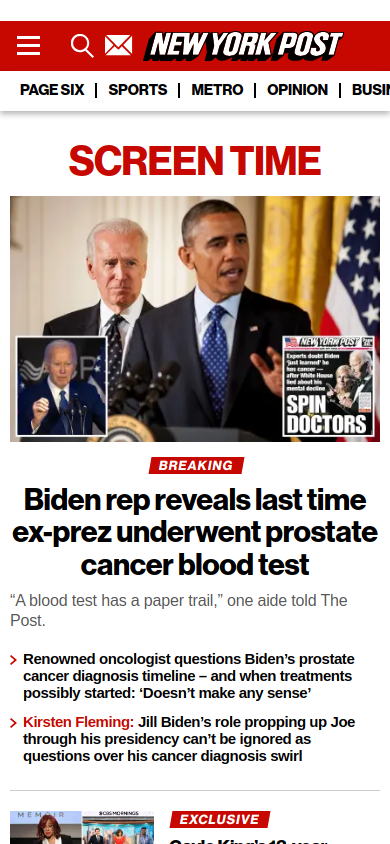 NEW YORK POST
PAGE SIX
SPORTS
METRO
OPINION
BUSIN
SCREEN TIME
NEW YORK POST
Experts doubt Biden
‘just learned’ he
has cancer —
after White House
lied about his
mental decline
SPIN
DOCTORS
BREAKING
Biden rep reveals last time
ex-prez underwent prostate
cancer blood test
“A blood test has a paper trail,” one aide told The
Post.
Renowned oncologist questions Biden’s prostate
cancer diagnosis timeline – and when treatments
possibly started: ‘Doesn’t make any sense’
Kirsten Fleming: Jill Biden’s role propping up Joe
through his presidency can’t be ignored as
questions over his cancer diagnosis swirl
MEMOIR
CBS MORNINGS
EXCLUSIVE